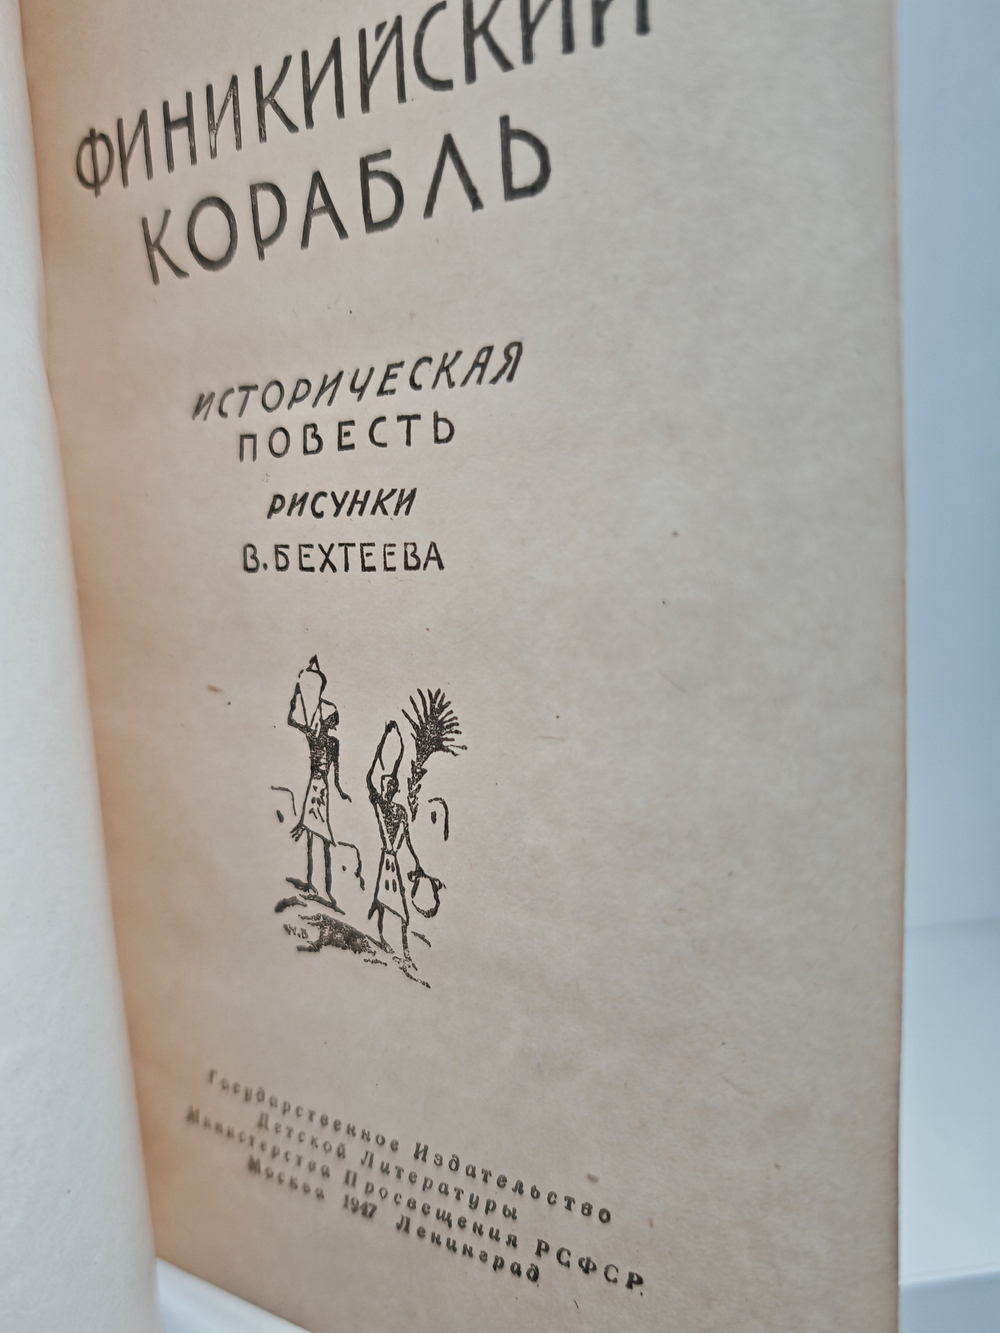 ФИНИКИЙСКИЙ
КОРАБЛЬ
ИСТОРИЧЕСКАЯ
ПОВЕСТЬ
РИСУНКИ
В. БЕХТЕЕВА
W.B
Государственное Издательство
Детской Литературы
Министерства Просвещения РСФСР
Москва 1947 Ленинград